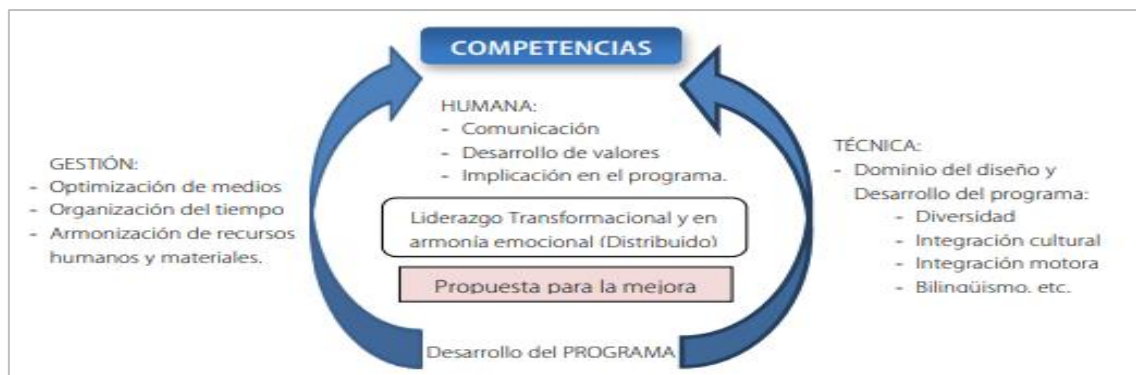 COMPETENCIAS
HUMANA:
- Comunicación
- Desarrollo de valores
- Implicación en el programa.
GESTIÓN:
- Optimización de medios
- Organización del tiempo
- Armonización de recursos
humanos y materiales.
TÉCNICA:
- Dominio del diseño y
Desarrollo del programa:
- Diversidad
- Integración cultural
- Integración motora
- Bilingüismo, etc.
Liderazgo Transformacional y en
armonía emocional (Distribuido)
Propuesta para la mejora
Desarrollo del PROGRAMA